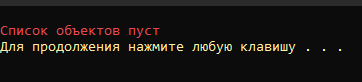 Список объектов пуст
Для продолжения нажмите любую клавишу . . .